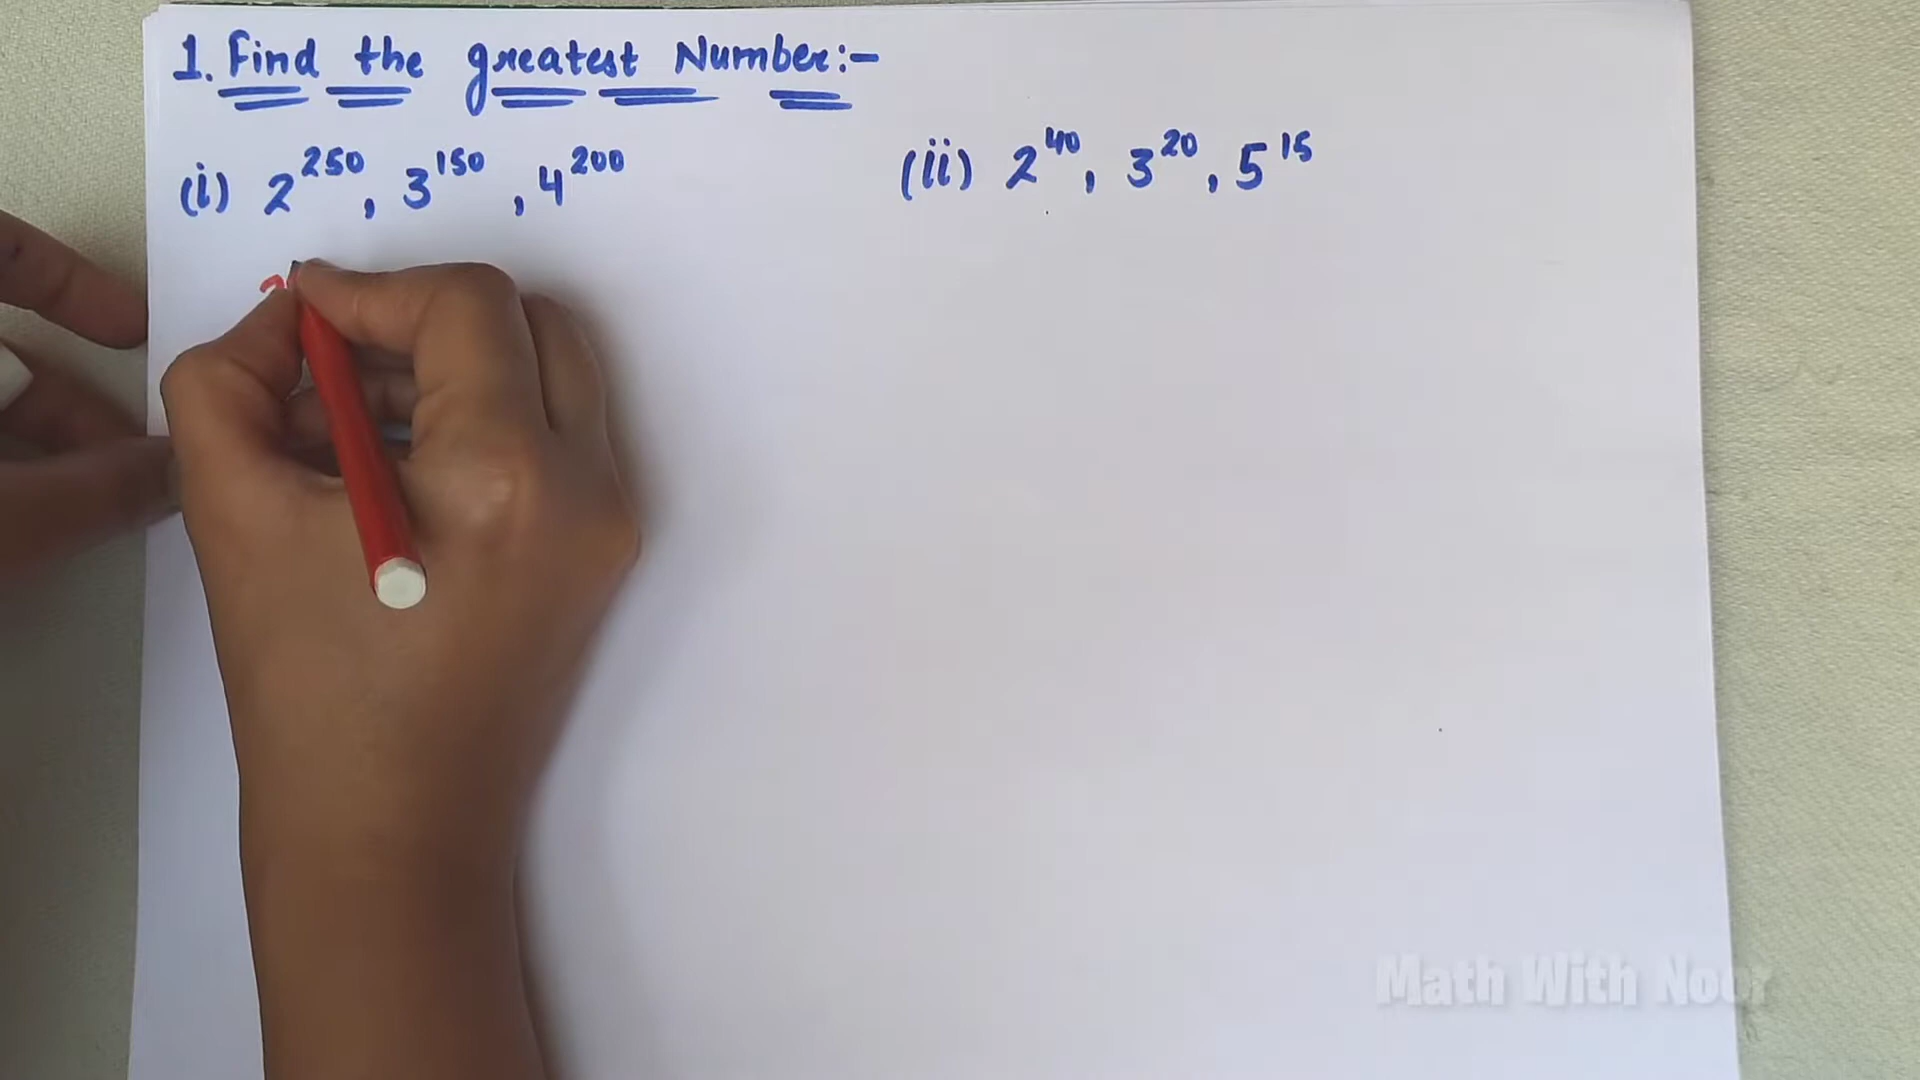 1. Find the greatest Number:-
(i) 2^250, 3^150, 4^200
(ii) 2^40, 3^20, 5^15
Math With Noor